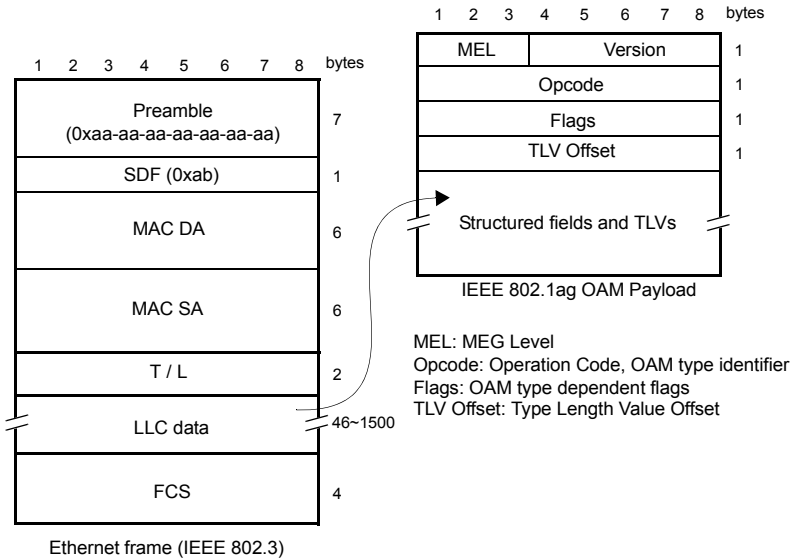 1 2 3 4 5 6 7 8 bytes
Preamble
(0xaa-aa-aa-aa-aa-aa-aa)
7
SDF (0xab)
1
MAC DA
6
MAC SA
6
T / L
2
LLC data
46~1500
FCS
4
Ethernet frame (IEEE 802.3)
1 2 3 4 5 6 7 8 bytes
MEL Version 1
Opcode 1
Flags 1
TLV Offset 1
Structured fields and TLVs
IEEE 802.1ag OAM Payload
MEL: MEG Level
Opcode: Operation Code, OAM type identifier
Flags: OAM type dependent flags
TLV Offset: Type Length Value Offset